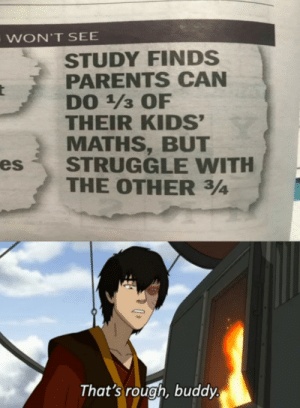 WON'T SEE
STUDY FINDS
PARENTS CAN
DO 1/3 OF
THEIR KIDS'
MATHS, BUT
es STRUGGLE WITH
THE OTHER 3/4
That's rough, buddy.